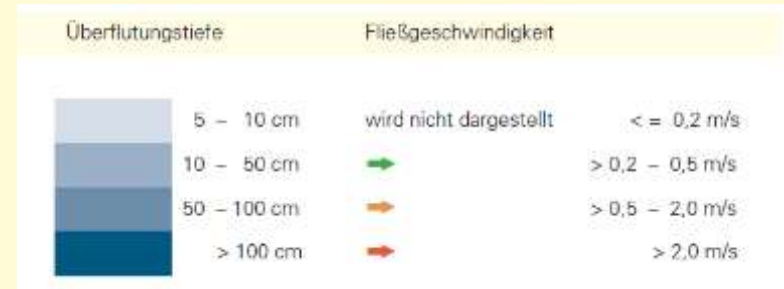 Überflutungstiefe Fließgeschwindigkeit
5 – 10 cm wird nicht dargestellt < = 0,2 m/s
10 – 50 cm > 0,2 – 0,5 m/s
50 – 100 cm > 0,5 – 2,0 m/s
> 100 cm > 2,0 m/s